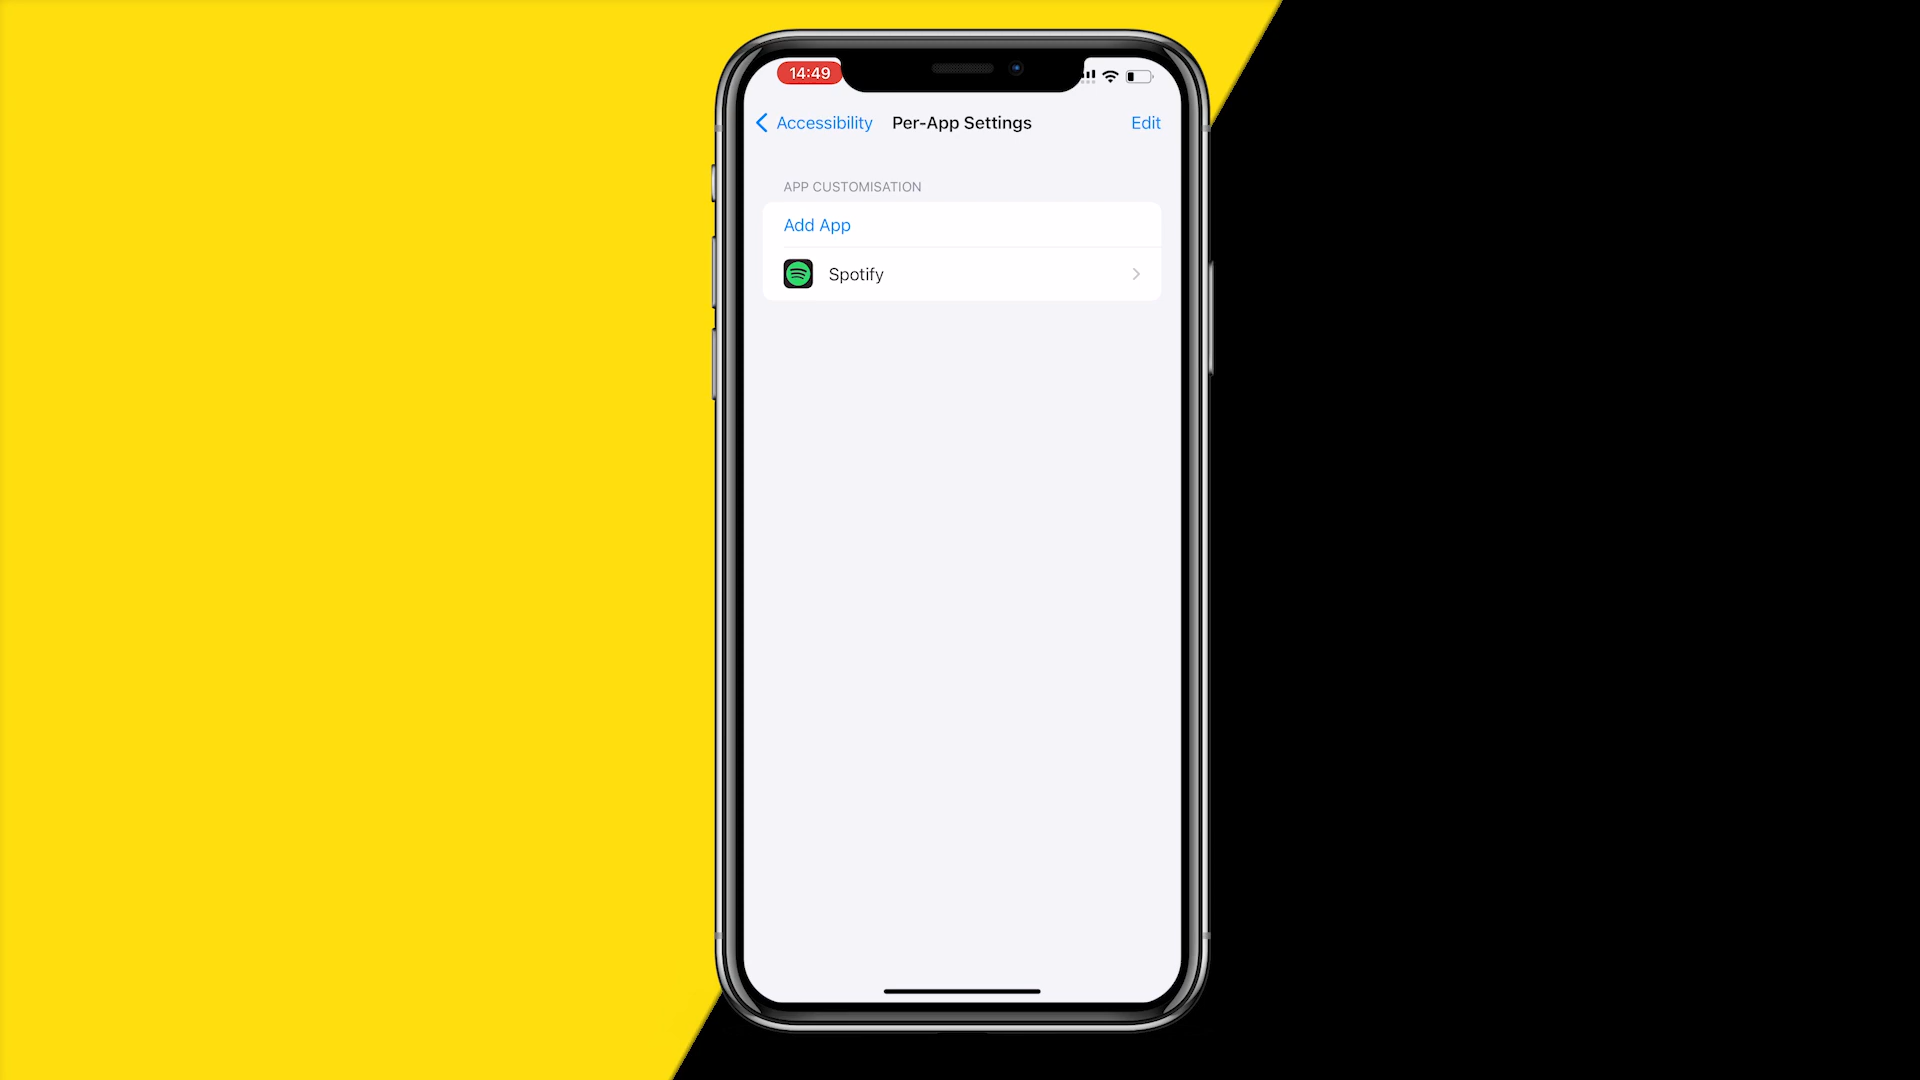 14:49
Accessibility
Per-App Settings
Edit
APP CUSTOMISATION
Add App
Spotify